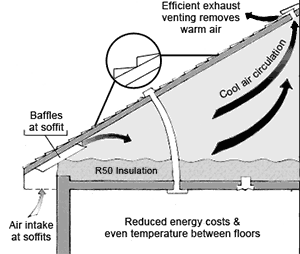 Efficient exhaust
venting removes
warm air
Cool air circulation
Baffles
at soffit
R50 Insulation
Air intake
at soffits
Reduced energy costs &
even temperature between floors